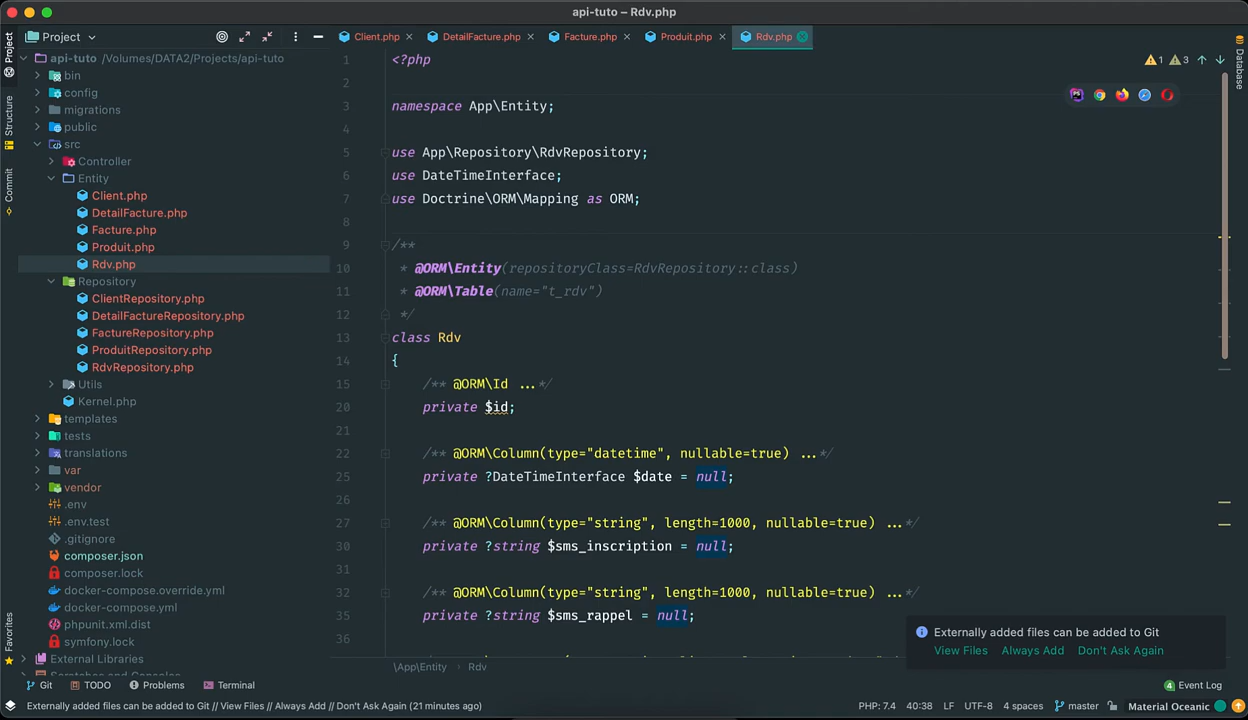 api-tuto – Rdv.php
Project
Client.php
DetailFacture.php
Facture.php
Produit.php
Rdv.php
Project
Structure
Commit
Favorites
Database
api-tuto /Volumes/DATA2/Projects/api-tuto
bin
config
migrations
public
src
Controller
Entity
Client.php
DetailFacture.php
Facture.php
Produit.php
Rdv.php
Repository
ClientRepository.php
DetailFactureRepository.php
FactureRepository.php
ProduitRepository.php
RdvRepository.php
Utils
Kernel.php
templates
tests
translations
var
vendor
.env
.env.test
.gitignore
composer.json
composer.lock
docker-compose.override.yml
docker-compose.yml
phpunit.xml.dist
symfony.lock
External Libraries
1 <?php
2
3 namespace App\Entity;
4
5 use App\Repository\RdvRepository;
6 use DateTimeInterface;
7 use Doctrine\ORM\Mapping as ORM;
8
9 /**
10 * @ORM\Entity(repositoryClass=RdvRepository::class)
11 * @ORM\Table(name="t_rdv")
12 */
13 class Rdv
14 {
15 /** @ORM\Id ...*/
20 private $id;
21
22 /** @ORM\Column(type="datetime", nullable=true) ...*/
25 private ?DateTimeInterface $date = null;
26
27 /** @ORM\Column(type="string", length=1000, nullable=true) ...*/
30 private ?string $sms_inscription = null;
31
32 /** @ORM\Column(type="string", length=1000, nullable=true) ...*/
35 private ?string $sms_rappel = null;
36
1 3
Externally added files can be added to Git
View Files Always Add Don't Ask Again
\App\Entity Rdv
Git TODO Problems Terminal
4 Event Log
Externally added files can be added to Git // View Files // Always Add // Don't Ask Again (21 minutes ago)
PHP: 7.4 40:38 LF UTF-8 4 spaces master Material Oceanic